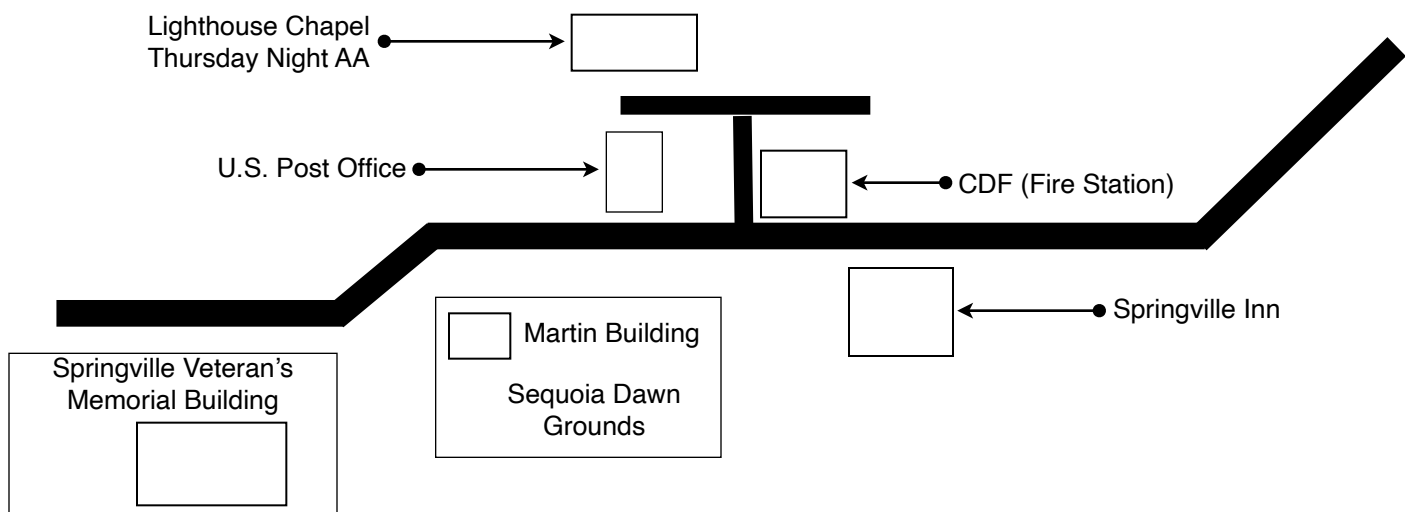 Lighthouse Chapel
Thursday Night AA
U.S. Post Office
CDF (Fire Station)
Springville Inn
Martin Building
Sequoia Dawn
Grounds
Springville Veteran’s
Memorial Building